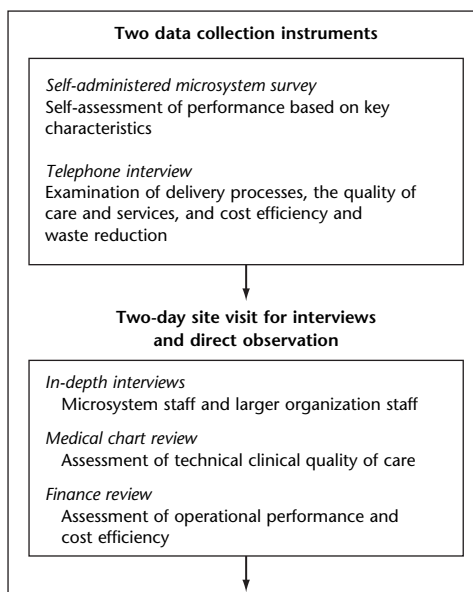 Two data collection instruments
Self-administered microsystem survey
Self-assessment of performance based on key
characteristics
Telephone interview
Examination of delivery processes, the quality of
care and services, and cost efficiency and
waste reduction
Two-day site visit for interviews
and direct observation
In-depth interviews
Microsystem staff and larger organization staff
Medical chart review
Assessment of technical clinical quality of care
Finance review
Assessment of operational performance and
cost efficiency